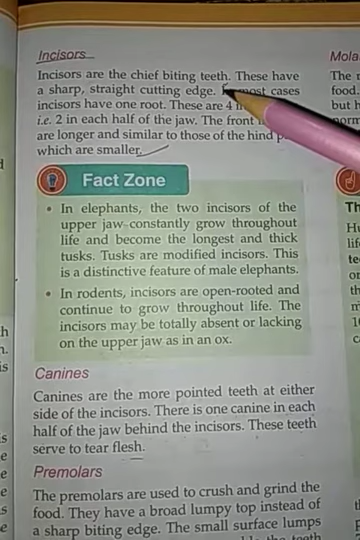 Incisors
Incisors are the chief biting teeth. These have
a sharp, straight cutting edge. most cases
incisors have one root. These are 4
i.e. 2 in each half of the jaw. The front
are longer and similar to those of the hind
which are smaller.
Fact Zone
• In elephants, the two incisors of the
upper jaw constantly grow throughout
life and become the longest and thick
tusks. Tusks are modified incisors. This
is a distinctive feature of male elephants.
• In rodents, incisors are open-rooted and
continue to grow throughout life. The
incisors may be totally absent or lacking
on the upper jaw as in an ox.
Canines
Canines are the more pointed teeth at either
side of the incisors. There is one canine in each
half of the jaw behind the incisors. These teeth
serve to tear flesh.
Premolars
The premolars are used to crush and grind the
food. They have a broad lumpy top instead of
a sharp biting edge. The small surface lumps
Mola
The
food.
but h